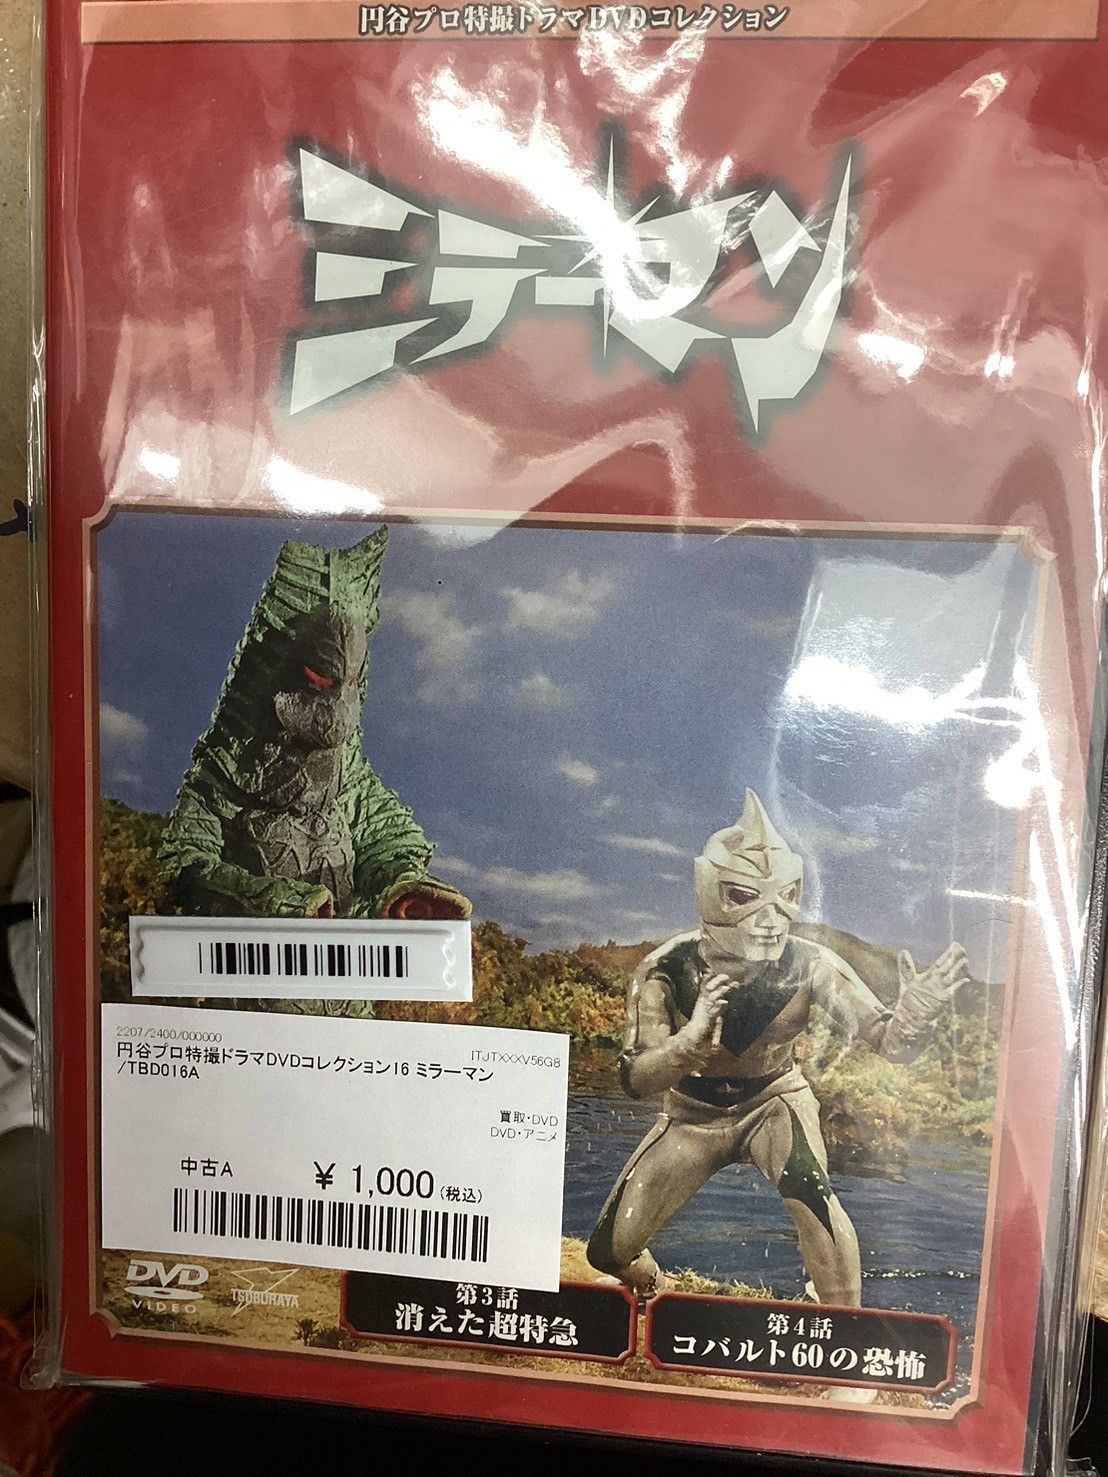 円谷プロ特撮ドラマDVDコレクション
ミラーマン
2207/2400/000000
ITJTXXXV56G8
円谷プロ特撮ドラマDVDコレクション16 ミラーマン
/TBD016A
買取・DVD
DVD・アニメ
中古A ¥ 1,000(税込)
DVD
VIDEO
TSUBURAYA
第3話
消えた超特急
第4話
コバルト60の恐怖